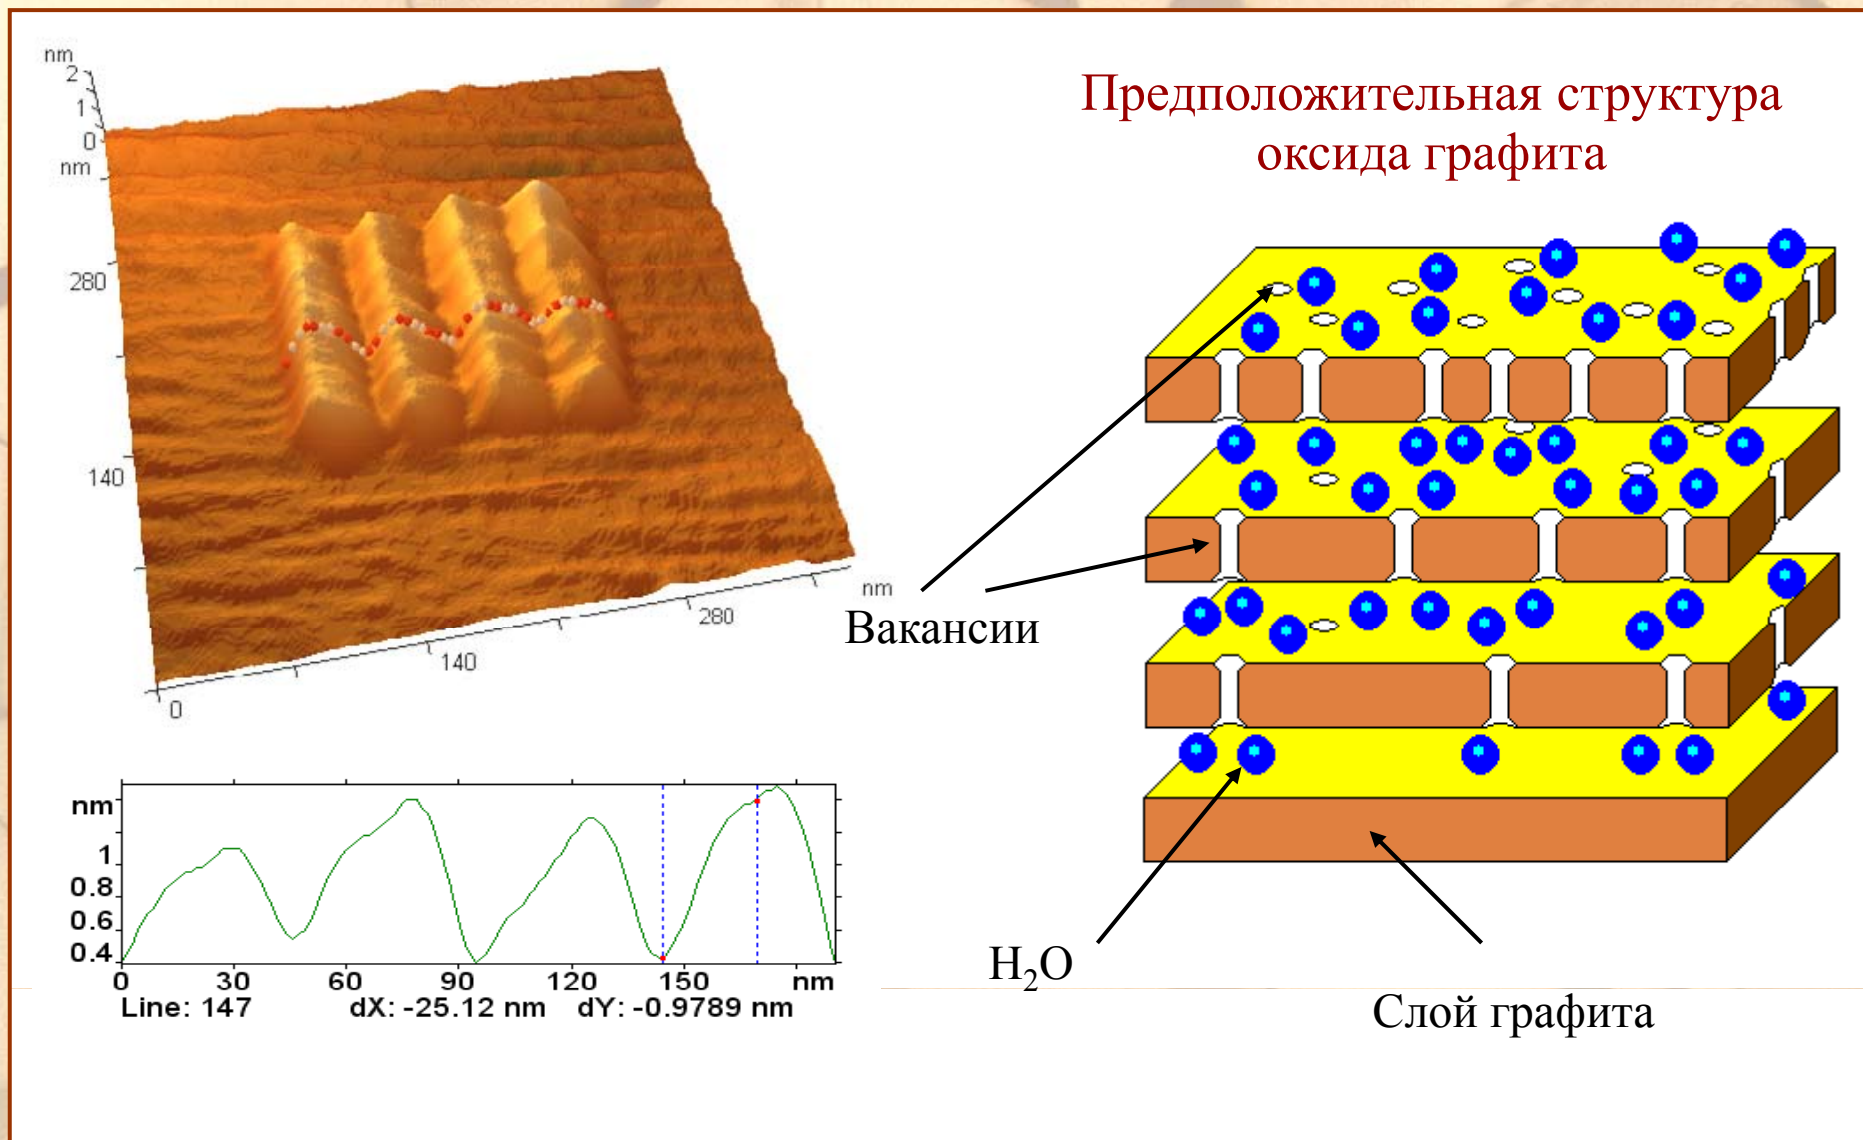 Предположительная структура
оксида графита
nm
2
1
0
nm
280
140
0
140
280
nm
Вакансии
nm
1
0.8
0.6
0.4
0 30 60 90 120 150 nm
Line: 147 dX: -25.12 nm dY: -0.9789 nm
H₂O
Слой графита